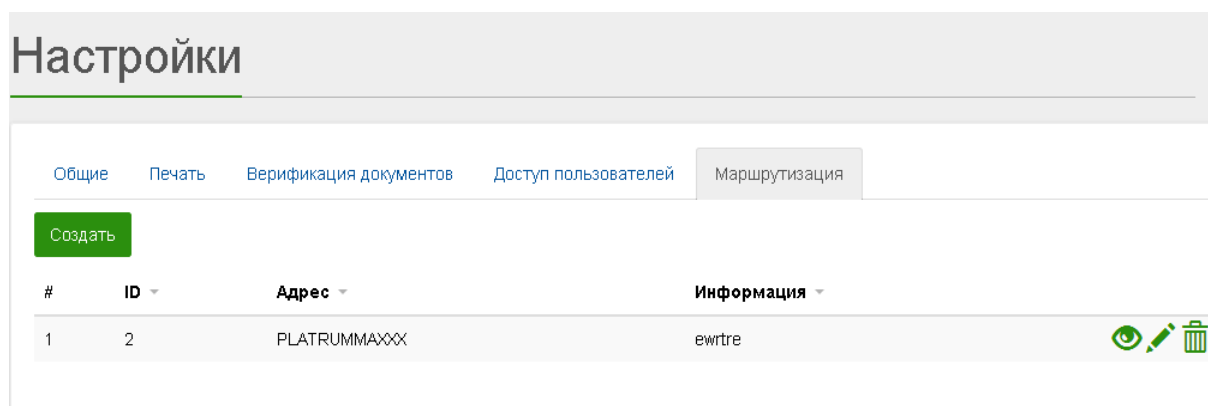 Настройки
Общие Печать Верификация документов Доступ пользователей Маршрутизация
Создать
# ID Адрес Информация
1 2 PLATRUMMAXXX ewrtre